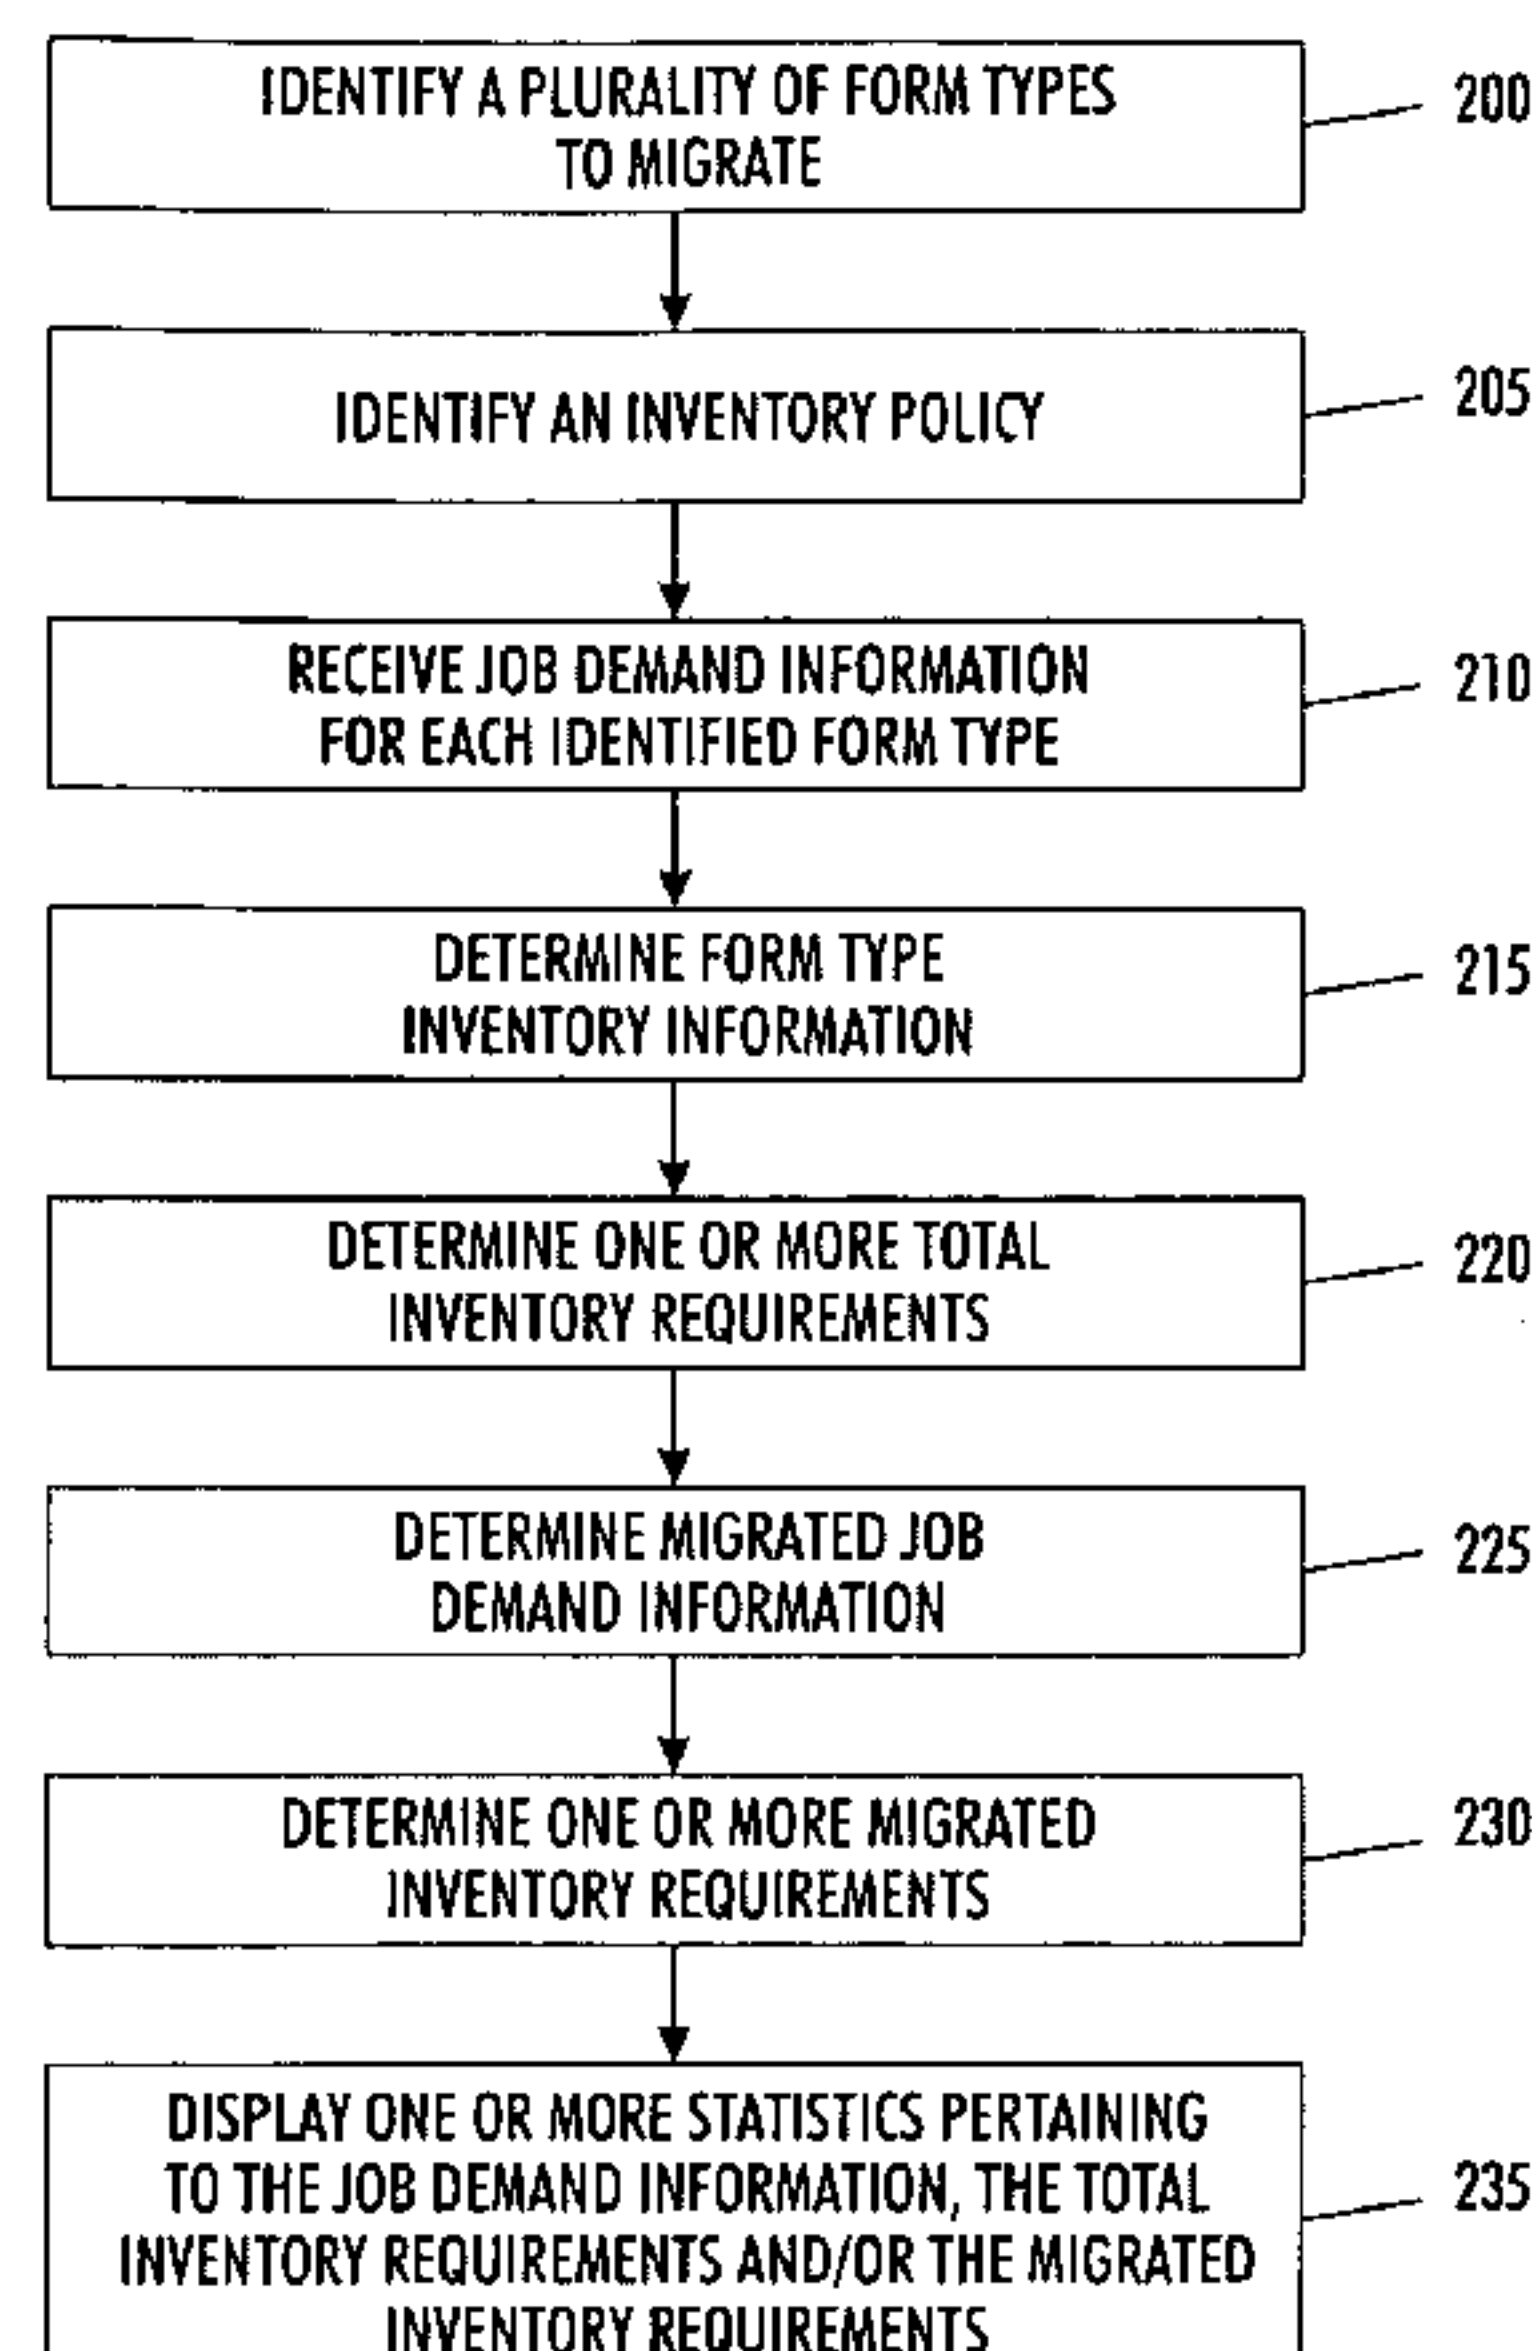 IDENTIFY A PLURALITY OF FORM TYPES
TO MIGRATE
200
IDENTIFY AN INVENTORY POLICY
205
RECEIVE JOB DEMAND INFORMATION
FOR EACH IDENTIFIED FORM TYPE
210
DETERMINE FORM TYPE
INVENTORY INFORMATION
215
DETERMINE ONE OR MORE TOTAL
INVENTORY REQUIREMENTS
220
DETERMINE MIGRATED JOB
DEMAND INFORMATION
225
DETERMINE ONE OR MORE MIGRATED
INVENTORY REQUIREMENTS
230
DISPLAY ONE OR MORE STATISTICS PERTAINING
TO THE JOB DEMAND INFORMATION, THE TOTAL
INVENTORY REQUIREMENTS AND/OR THE MIGRATED
INVENTORY REQUIREMENTS
235